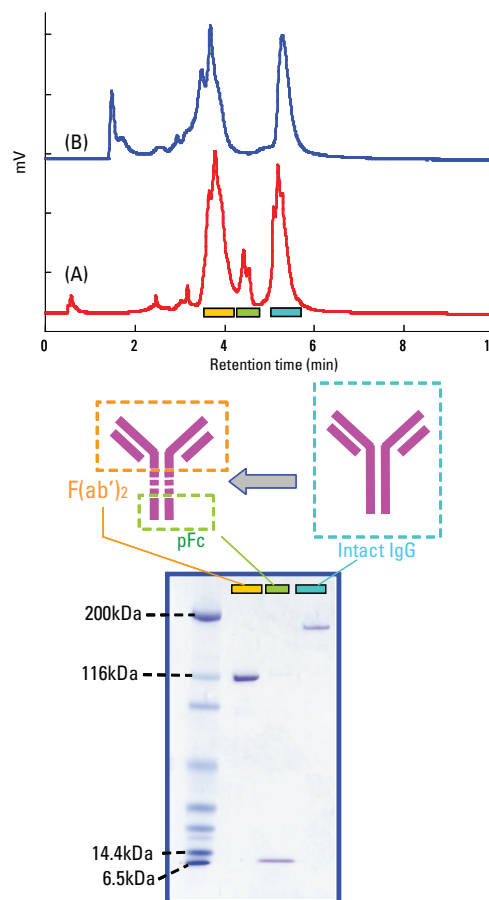 (B)
mV
(A)
0 2 4 6 8 1
Retention time (min)
F(ab')2
pFc
Intact IgG
200kDa
116kDa
14.4kDa
6.5kDa